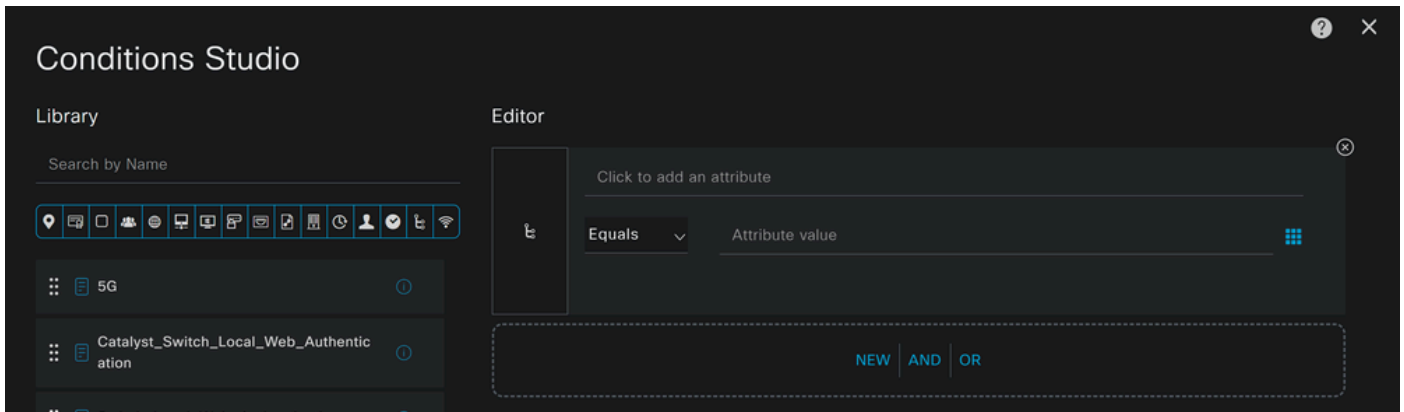 Conditions Studio
Library
Search by Name
5G
Catalyst_Switch_Local_Web_Authentic
ation
Editor
Click to add an attribute
Equals
Attribute value
NEW AND OR